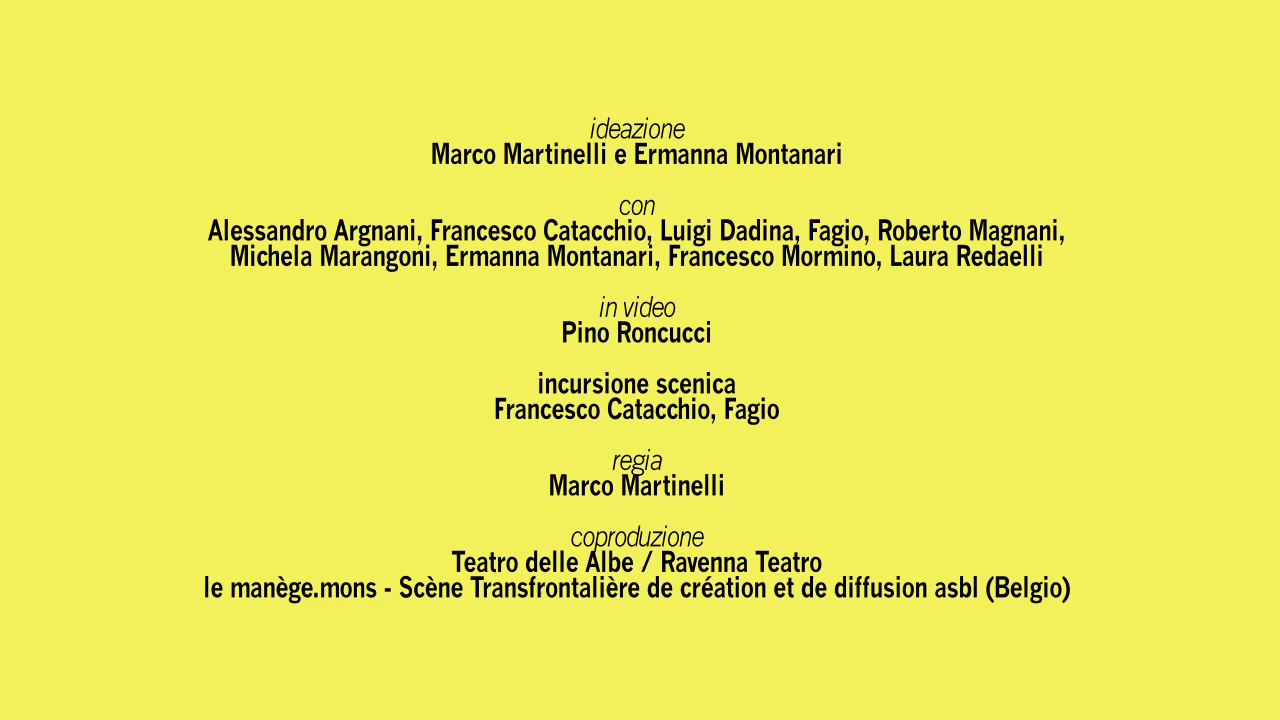 ideazione
Marco Martinelli e Ermanna Montanari
con
Alessandro Argnani, Francesco Catacchio, Luigi Dadina, Fagio, Roberto Magnani,
Michela Marangoni, Ermanna Montanari, Francesco Mormino, Laura Redaelli
in video
Pino Roncucci
incursione scenica
Francesco Catacchio, Fagio
regia
Marco Martinelli
coproduzione
Teatro delle Albe / Ravenna Teatro
le manège.mons - Scène Transfrontalière de création et de diffusion asbl (Belgio)